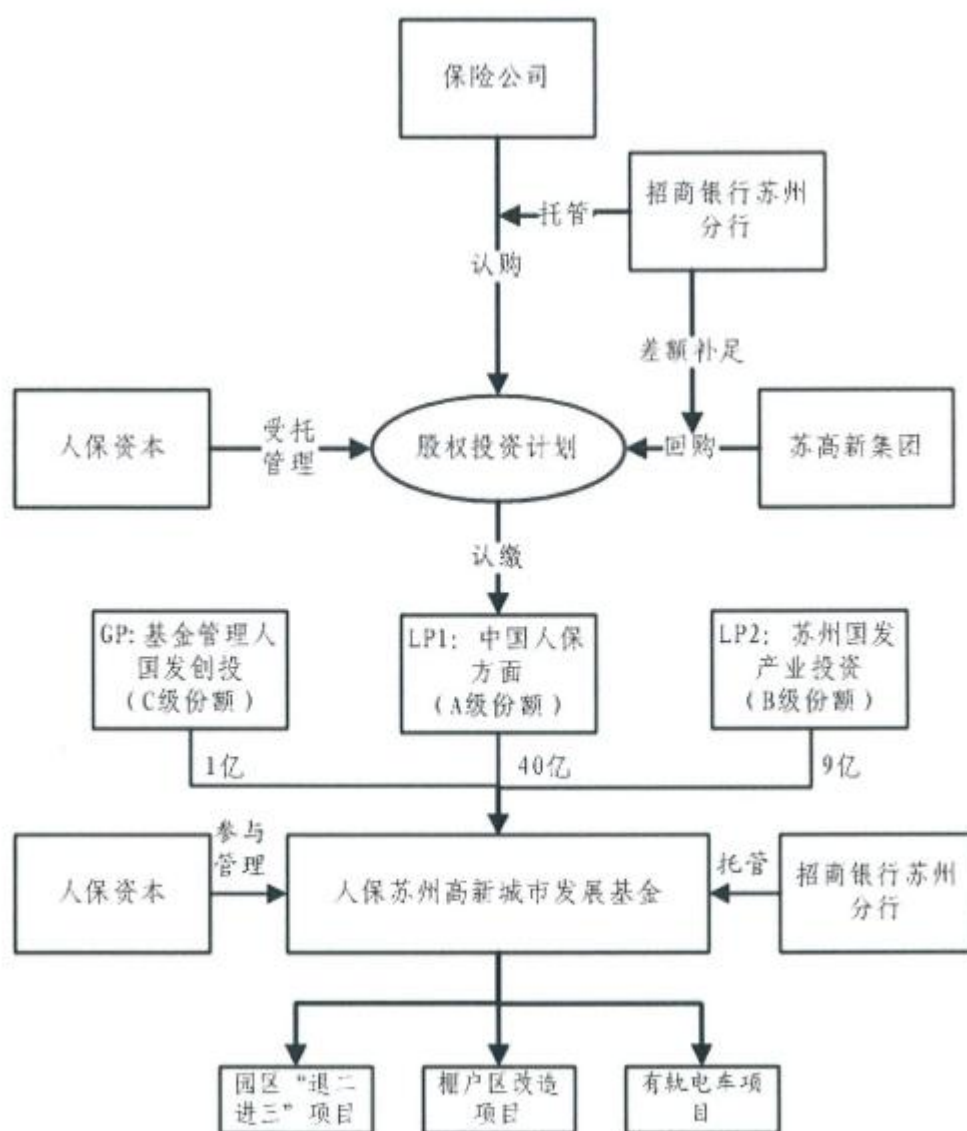 保险公司
招商银行苏州
分行
托管
认购
差额补足
人保资本
受托
管理
股权投资计划
回购
苏高新集团
认缴
GP:基金管理人
国发创投
(C级份额)
LP1: 中国人保
方面
(A级份额)
LP2: 苏州国发
产业投资
(B级份额)
1亿
40亿
9亿
人保资本
参与
管理
人保苏州高新城市发展基金
托管
招商银行苏州
分行
园区“退二
进三”项目
棚户区改造
项目
有轨电车项
目